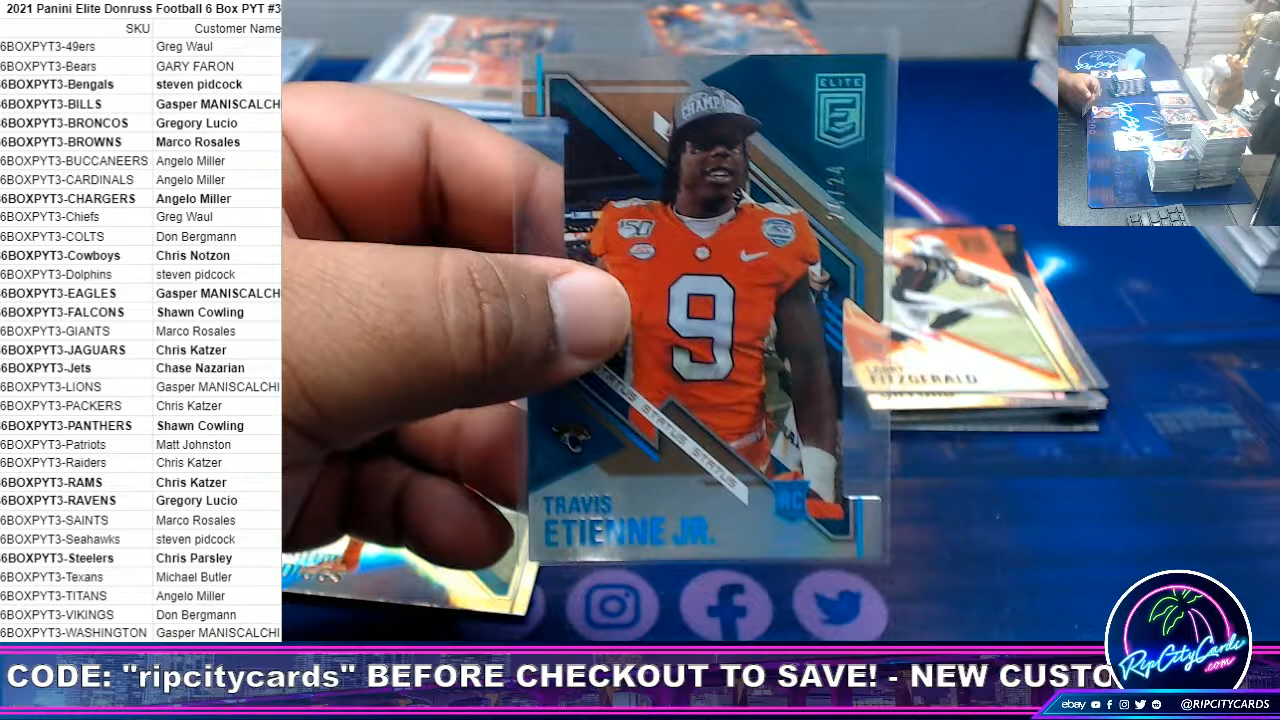 2021 Panini Elite Donruss Football 6 Box PYT #3
SKU Customer Name
6BOXPYT3-49ers Greg Waul
6BOXPYT3-Bears GARY FARON
6BOXPYT3-Bengals steven pidcock
6BOXPYT3-BILLS Gasper MANISCALCH
6BOXPYT3-BRONCOS Gregory Lucio
6BOXPYT3-BROWNS Marco Rosales
6BOXPYT3-BUCCANEERS Angelo Miller
6BOXPYT3-CARDINALS Angelo Miller
6BOXPYT3-CHARGERS Angelo Miller
6BOXPYT3-Chiefs Greg Waul
6BOXPYT3-COLTS Don Bergmann
6BOXPYT3-Cowboys Chris Notzon
6BOXPYT3-Dolphins steven pidcock
6BOXPYT3-EAGLES Gasper MANISCALCH
6BOXPYT3-FALCONS Shawn Cowling
6BOXPYT3-GIANTS Marco Rosales
6BOXPYT3-JAGUARS Chris Katzer
6BOXPYT3-Jets Chase Nazarian
6BOXPYT3-LIONS Gasper MANISCALCHI
6BOXPYT3-PACKERS Chris Katzer
6BOXPYT3-PANTHERS Shawn Cowling
6BOXPYT3-Patriots Matt Johnston
6BOXPYT3-Raiders Chris Katzer
6BOXPYT3-RAMS Chris Katzer
6BOXPYT3-RAVENS Gregory Lucio
6BOXPYT3-SAINTS Marco Rosales
6BOXPYT3-Seahawks steven pidcock
6BOXPYT3-Steelers Chris Parsley
6BOXPYT3-Texans Michael Butler
6BOXPYT3-TITANS Angelo Miller
6BOXPYT3-VIKINGS Don Bergmann
6BOXPYT3-WASHINGTON Gasper MANISCALCHI
ELITE
E
CHAMPIONS
150
ACC
9
STATUS STATUS
RC
TRAVIS
ETIENNE JR.
LARRY
FITZGERALD
CODE: "ripcitycards" BEFORE CHECKOUT TO SAVE! - NEW CUSTO
RipCityCards
.com
ebay @RIPCITYCARDS